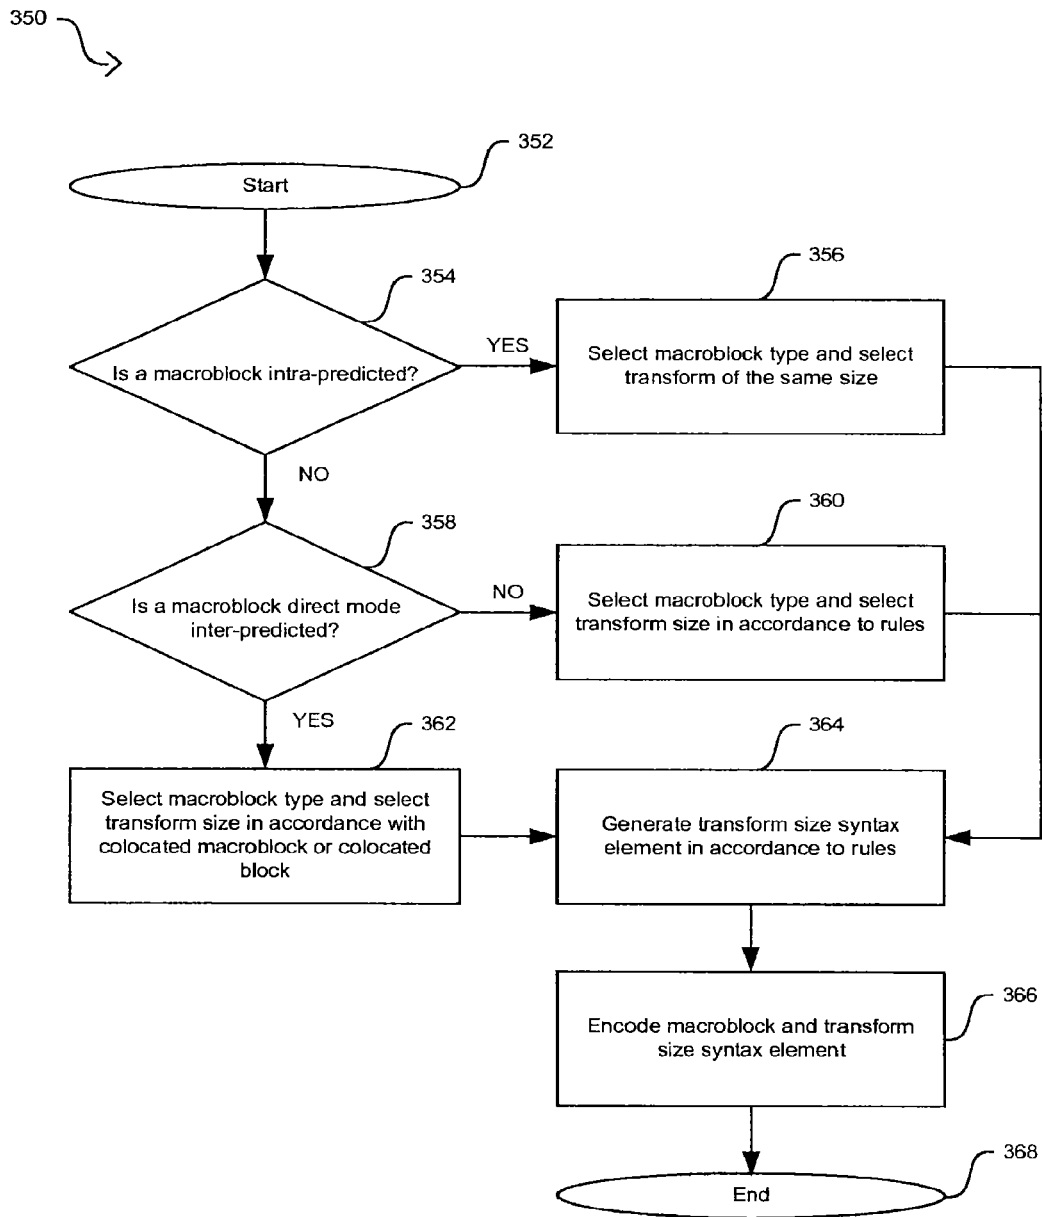 350
352
Start
354
356
Is a macroblock intra-predicted?
YES
Select macroblock type and select
transform of the same size
NO
358
360
Is a macroblock direct mode
inter-predicted?
NO
Select macroblock type and select
transform size in accordance to rules
YES
362
364
Select macroblock type and select
transform size in accordance with
colocated macroblock or colocated
block
Generate transform size syntax
element in accordance to rules
366
Encode macroblock and transform
size syntax element
368
End